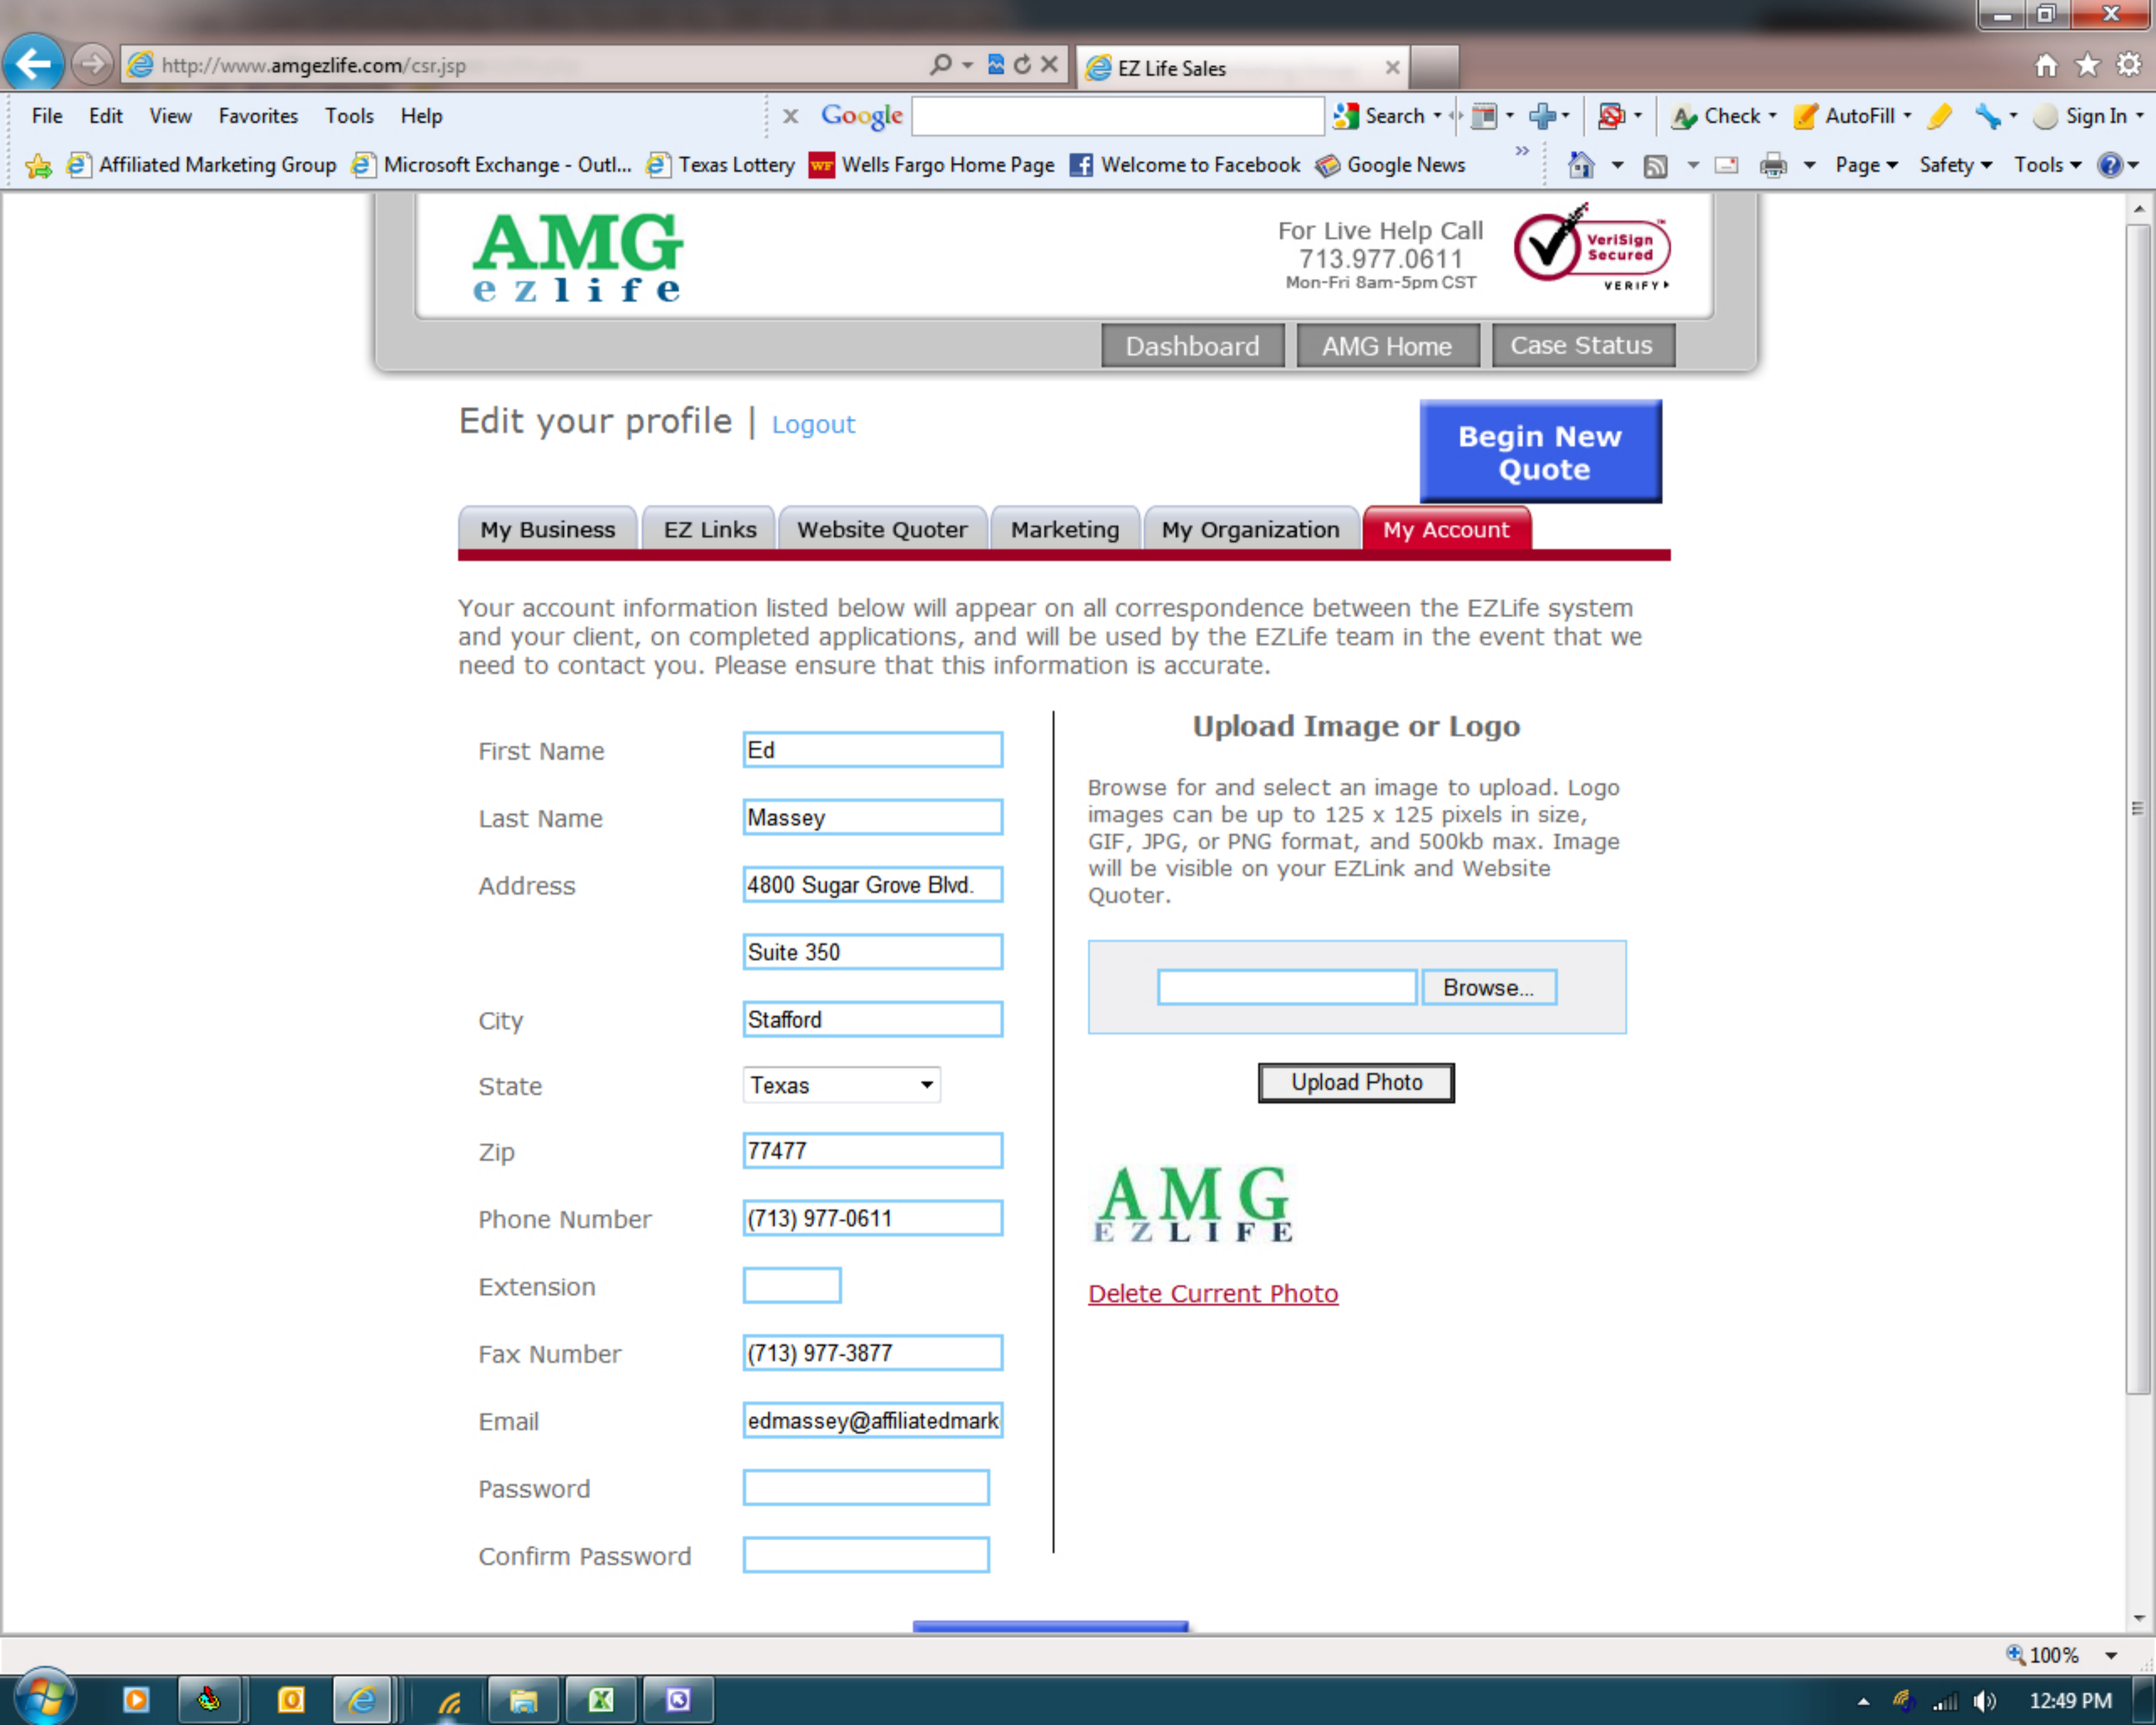 http://www.amgezlife.com/csr.jsp
EZ Life Sales
File Edit View Favorites Tools Help
x Google Search Check AutoFill Sign In
Affiliated Marketing Group Microsoft Exchange - Outl... Texas Lottery WF Wells Fargo Home Page Welcome to Facebook Google News » Page Safety Tools
AMG
ezlife
For Live Help Call
713.977.0611
Mon-Fri 8am-5pm CST
VeriSign
Secured
™
VERIFY
Dashboard AMG Home Case Status
Edit your profile | Logout
Begin New
Quote
My Business EZ Links Website Quoter Marketing My Organization My Account
Your account information listed below will appear on all correspondence between the EZLife system
and your client, on completed applications, and will be used by the EZLife team in the event that we
need to contact you. Please ensure that this information is accurate.
First Name Ed
Last Name Massey
Address 4800 Sugar Grove Blvd.
Suite 350
City Stafford
State Texas
Zip 77477
Phone Number (713) 977-0611
Extension
Fax Number (713) 977-3877
Email edmassey@affiliatedmark
Password
Confirm Password
Upload Image or Logo
Browse for and select an image to upload. Logo
images can be up to 125 x 125 pixels in size,
GIF, JPG, or PNG format, and 500kb max. Image
will be visible on your EZLink and Website
Quoter.
Browse...
Upload Photo
AMG
EZLIFE
Delete Current Photo
100%
12:49 PM